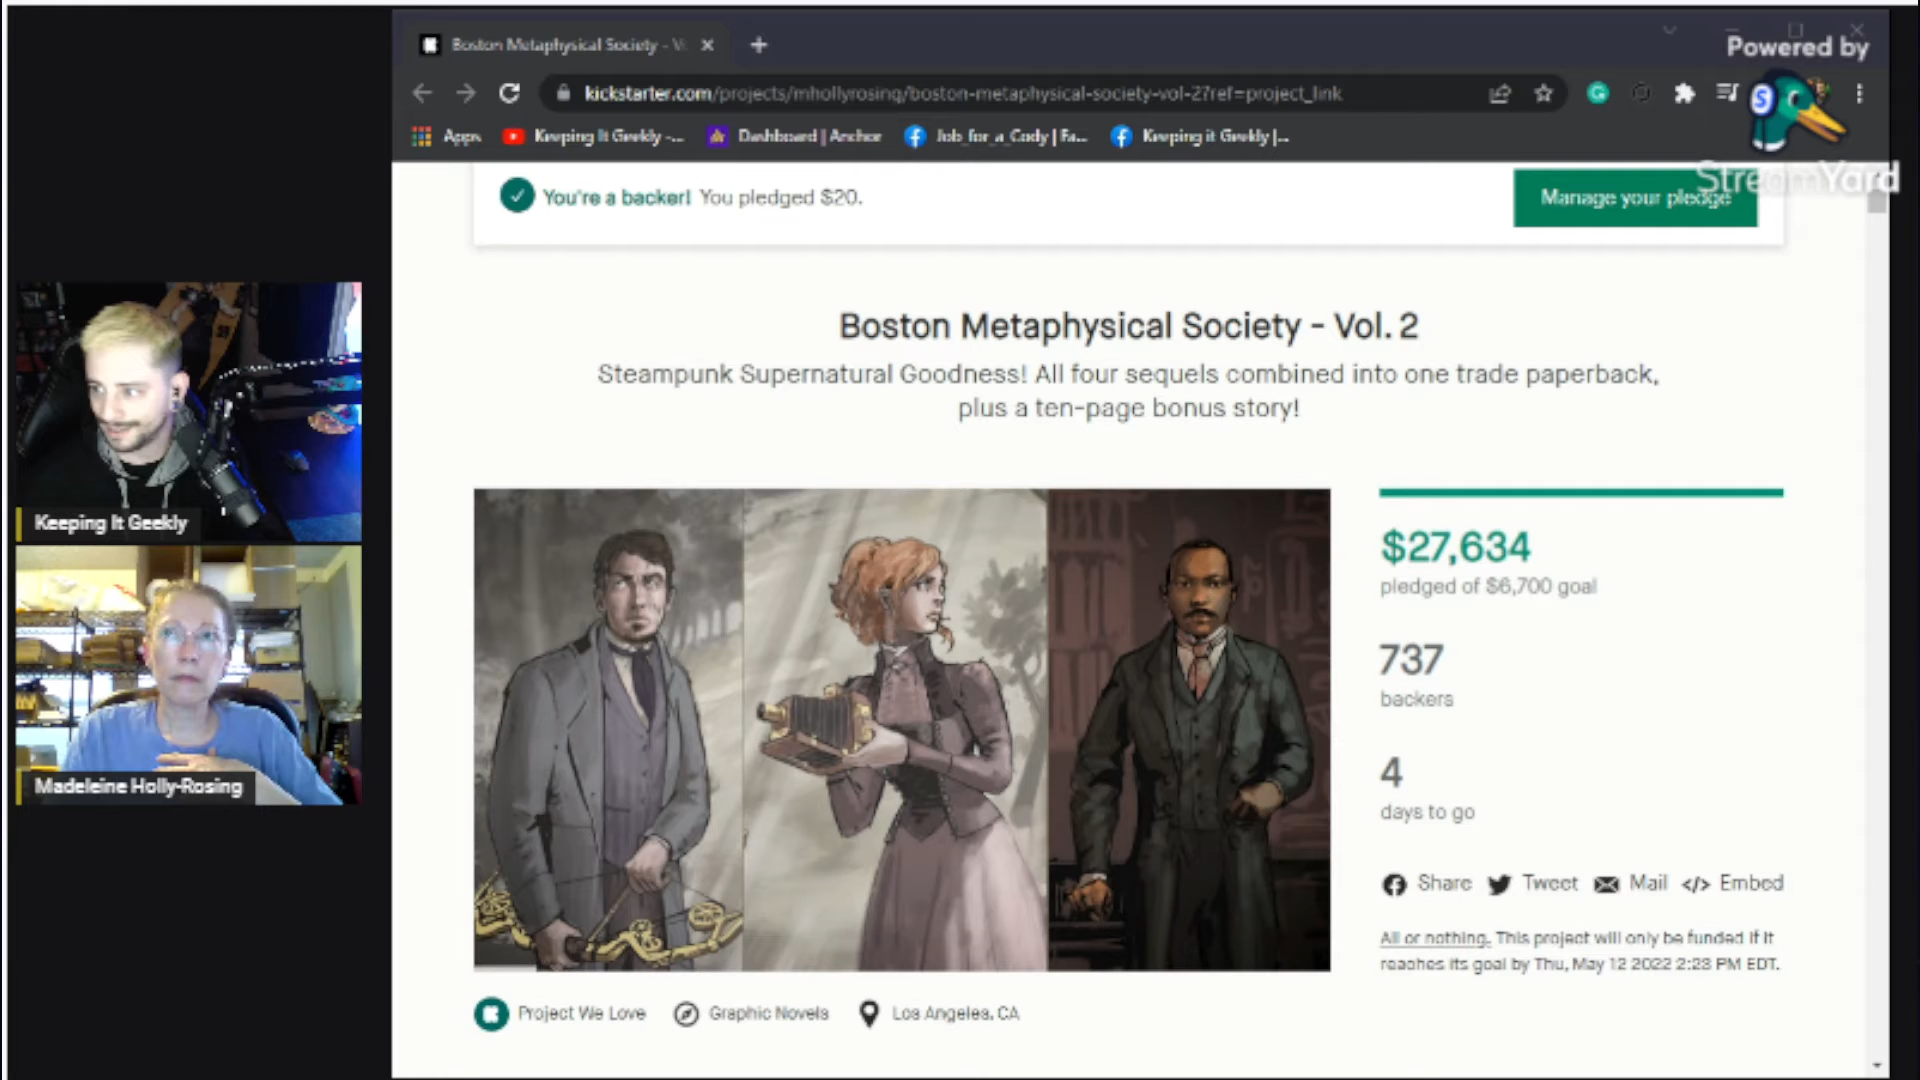 Boston Metaphysical Society - V
Powered by
kickstarter.com/projects/mhollyrosing/boston-metaphysical-society-vol-2?ref=project_link
Apps
Keeping It Geekly -...
Dashboard | Anchor
Job_for_a_Cody | Fa...
Keeping it Geekly |...
StreamYard
You're a backer! You pledged $20.
Manage your pledge
Boston Metaphysical Society - Vol. 2
Steampunk Supernatural Goodness! All four sequels combined into one trade paperback,
plus a ten-page bonus story!
Keeping It Geekly
Madeleine Holly-Rosing
$27,634
pledged of $6,700 goal
737
backers
4
days to go
Share
Tweet
Mail
Embed
All or nothing. This project will only be funded if it
reaches its goal by Thu, May 12 2022 2:23 PM EDT.
Project We Love
Graphic Novels
Los Angeles, CA